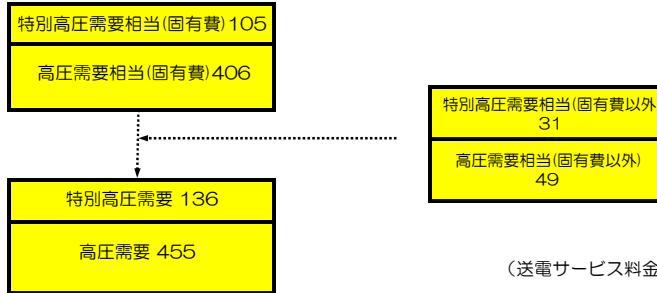 特別高圧需要相当(固有費)105
高圧需要相当(固有費)406
特別高圧需要相当(固有費以外
31
高圧需要相当(固有費以外)
49
特別高圧需要 136
高圧需要 455
(送電サービス料金